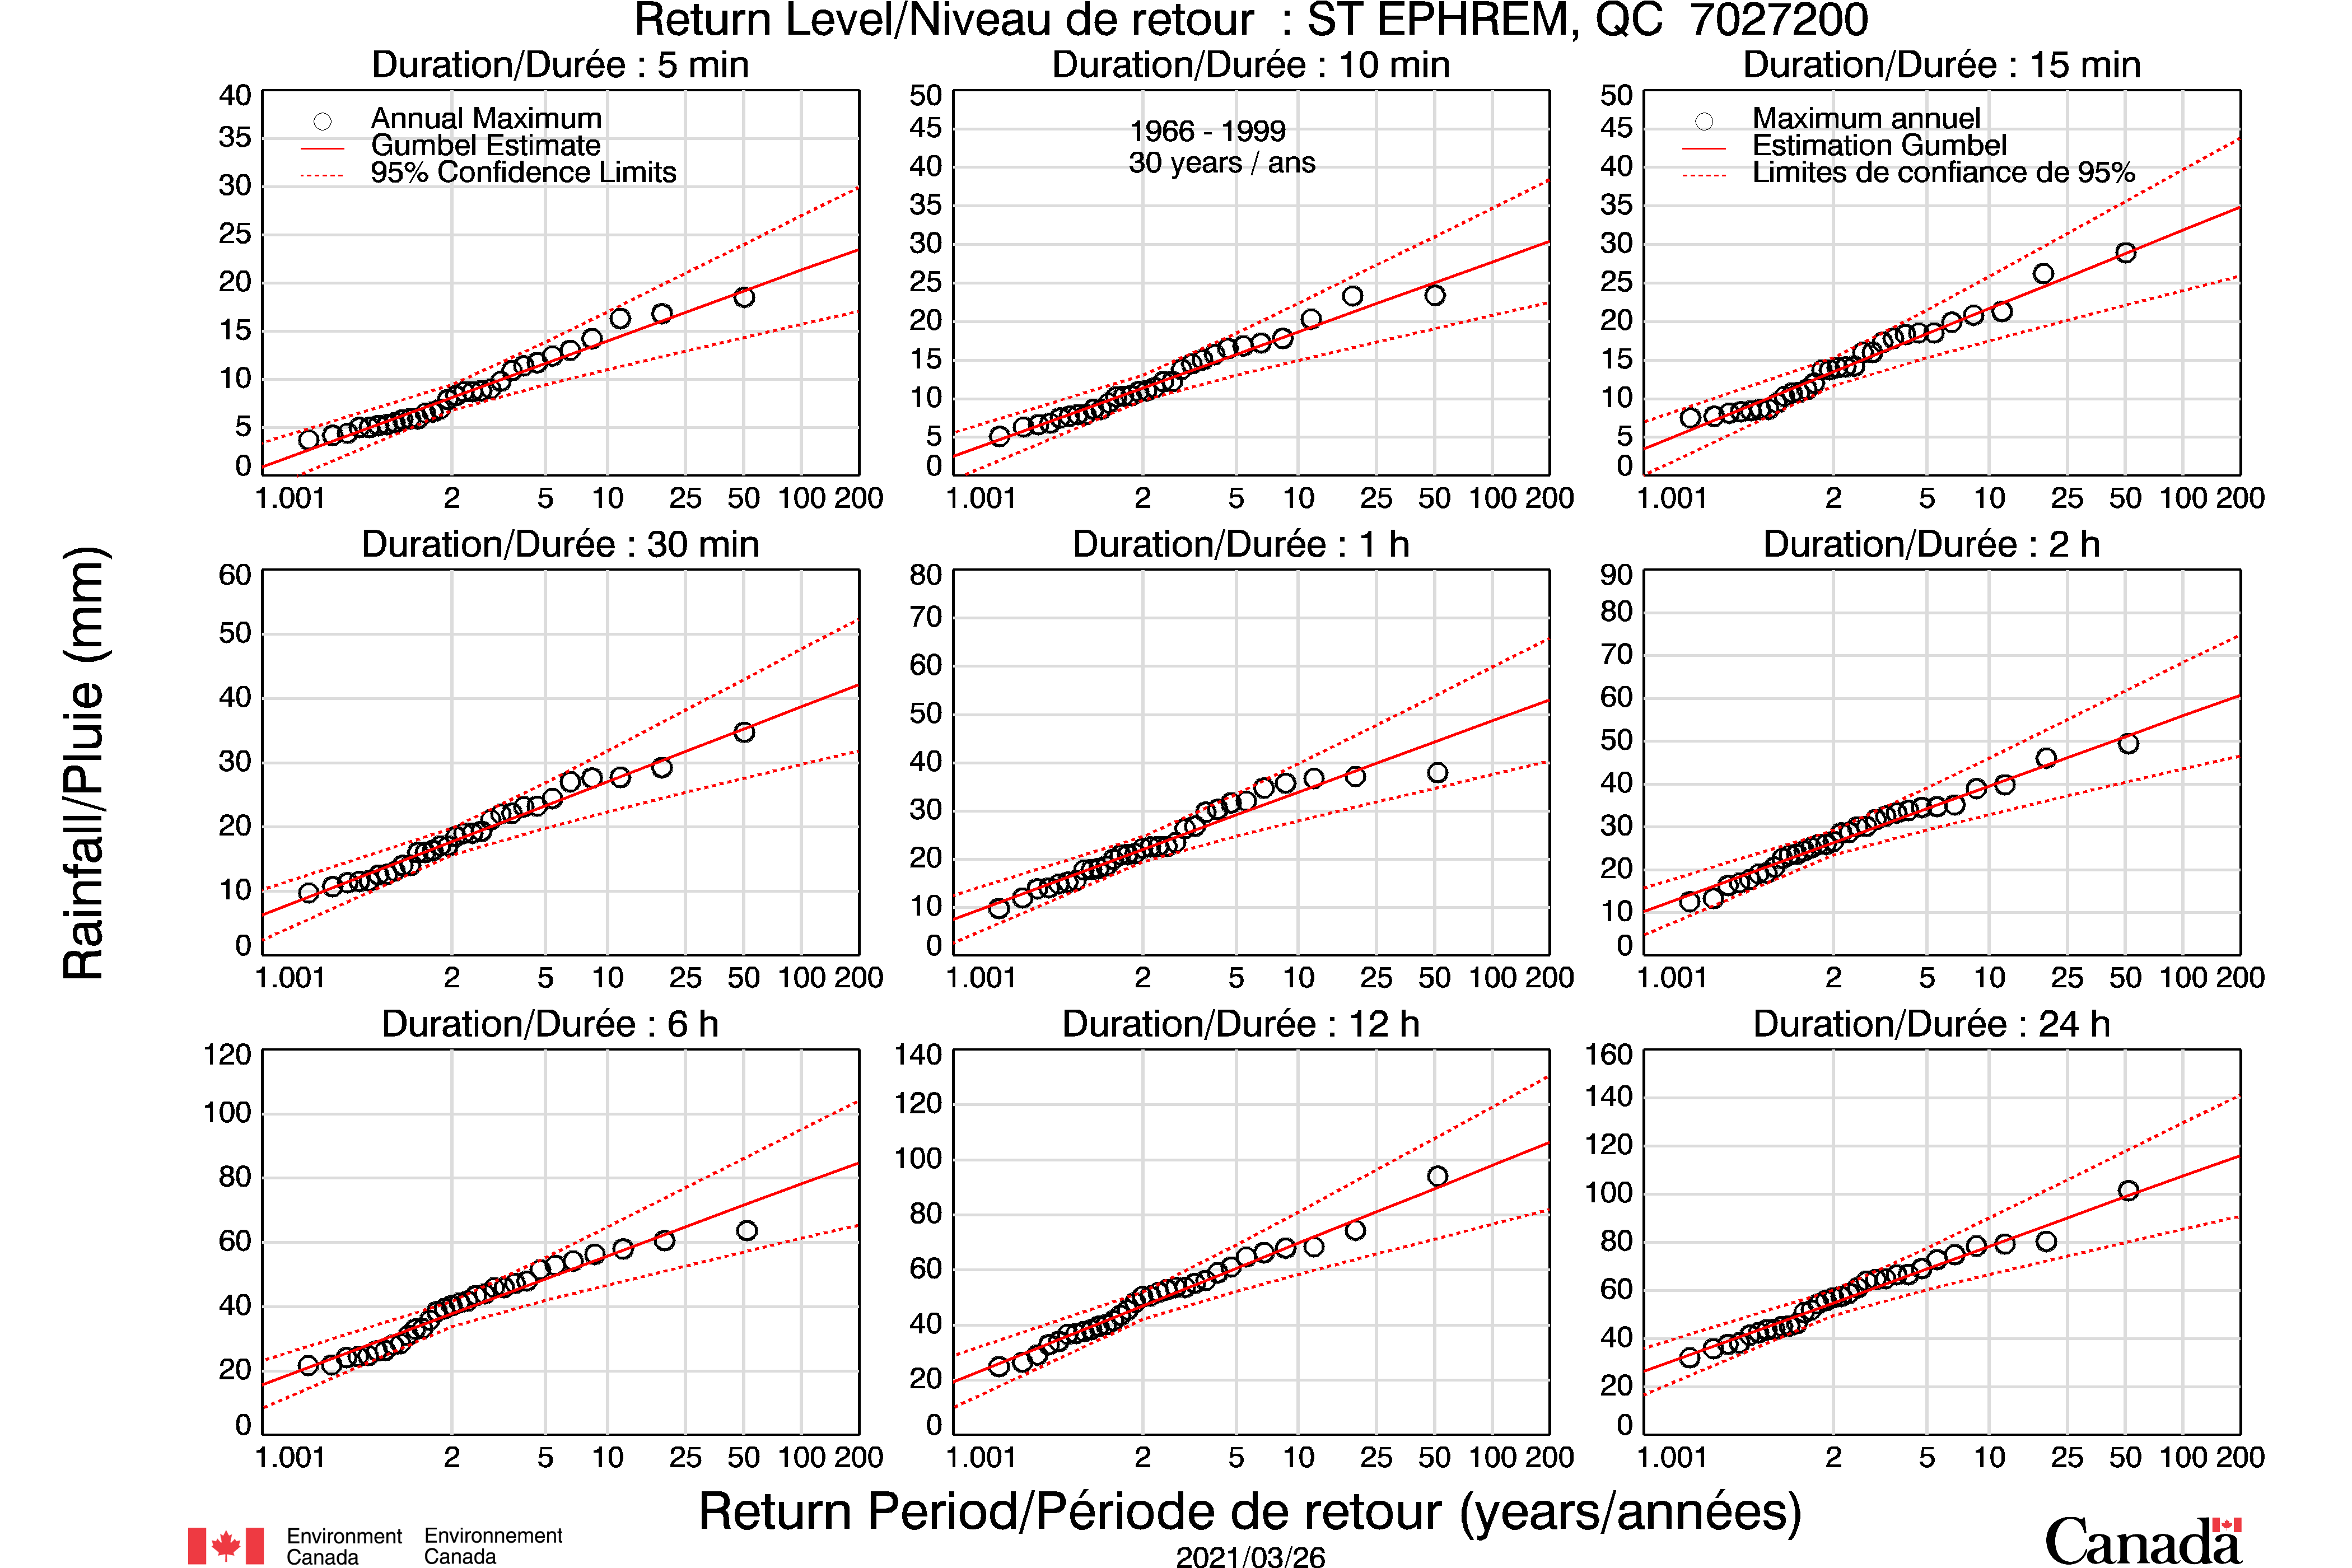 Return Level/Niveau de retour : ST EPHREM, QC 7027200
Duration/Durée : 5 min
40
35
30
25
20
15
10
5
0
Annual Maximum
Gumbel Estimate
95% Confidence Limits
1.001 2 5 10 25 50 100 200
Duration/Durée : 10 min
50
45
40
35
30
25
20
15
10
5
0
1966 - 1999
30 years / ans
1.001 2 5 10 25 50 100 200
Duration/Durée : 15 min
50
45
40
35
30
25
20
15
10
5
0
Maximum annuel
Estimation Gumbel
Limites de confiance de 95%
1.001 2 5 10 25 50 100 200
Rainfall/Pluie (mm)
Duration/Durée : 30 min
60
50
40
30
20
10
0
1.001 2 5 10 25 50 100 200
Duration/Durée : 1 h
80
70
60
50
40
30
20
10
0
1.001 2 5 10 25 50 100 200
Duration/Durée : 2 h
90
80
70
60
50
40
30
20
10
0
1.001 2 5 10 25 50 100 200
Duration/Durée : 6 h
120
100
80
60
40
20
0
1.001 2 5 10 25 50 100 200
Duration/Durée : 12 h
140
120
100
80
60
40
20
0
1.001 2 5 10 25 50 100 200
Duration/Durée : 24 h
160
140
120
100
80
60
40
20
0
1.001 2 5 10 25 50 100 200
Return Period/Période de retour (years/années)
Environment Canada
Environnement Canada
2021/03/26
Canada